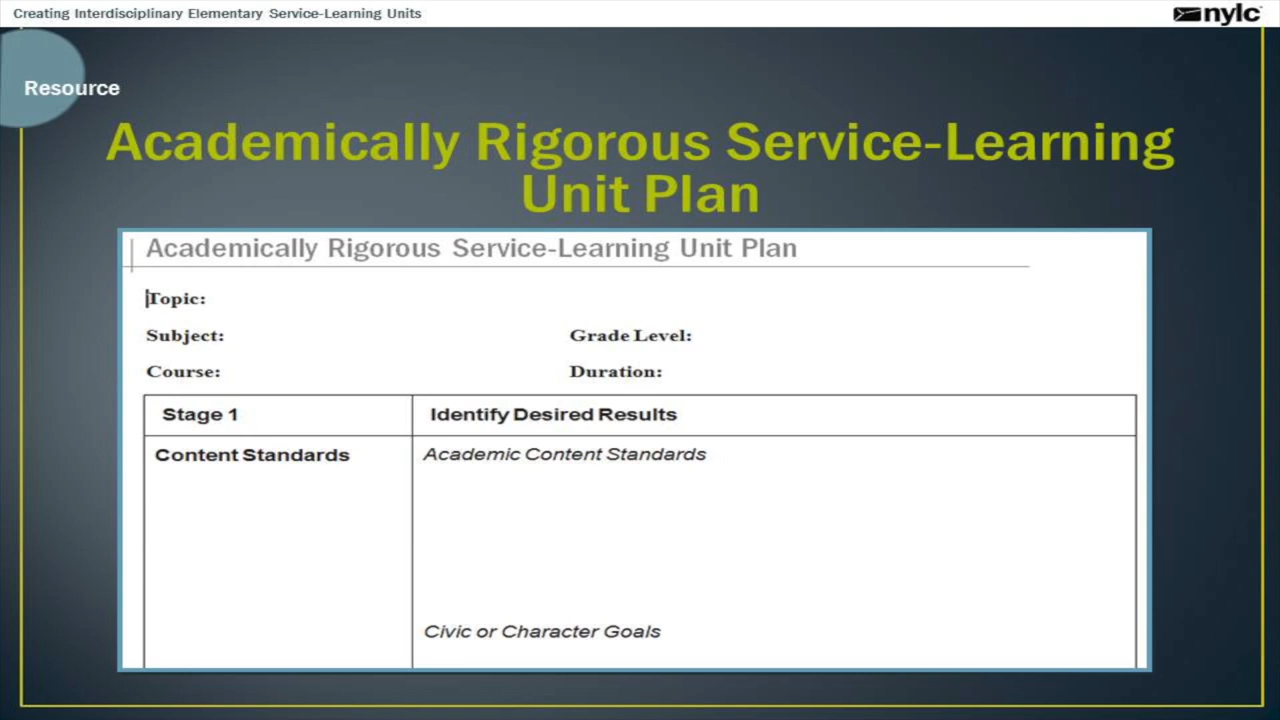 Creating Interdisciplinary Elementary Service-Learning Units
nylc
Resource
Academically Rigorous Service-Learning
Unit Plan
Academically Rigorous Service-Learning Unit Plan
Topic:
Subject: Grade Level:
Course: Duration:
Stage 1 Identify Desired Results
Content Standards Academic Content Standards
Civic or Character Goals